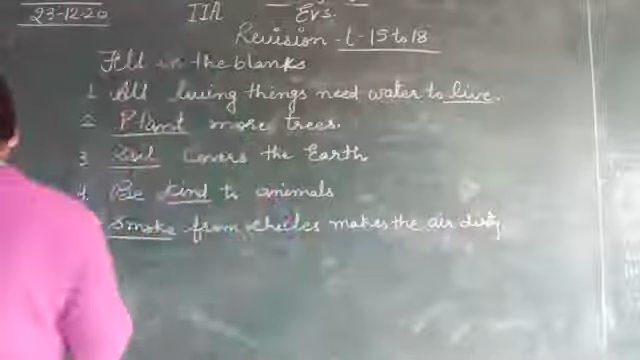 23-12-20 IIA Evs.
Revision - L - 15 to 18
Fill in the blanks
1. All living things need water to live.
2. Plant more trees.
3. Soil covers the Earth
4. Be kind to animals
Smoke from vehicles makes the air dirty.